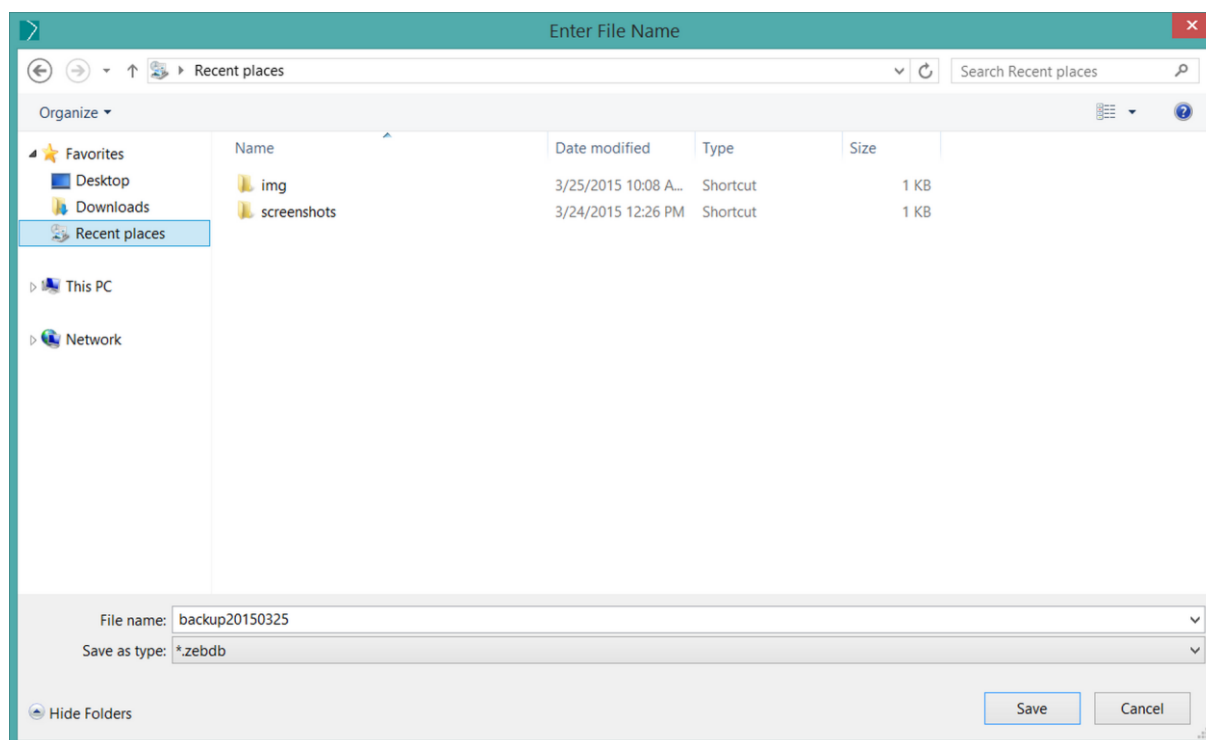 Enter File Name
Recent places
Search Recent places
Organize
Favorites
Desktop
Downloads
Recent places
This PC
Network
Name Date modified Type Size
img 3/25/2015 10:08 A... Shortcut 1 KB
screenshots 3/24/2015 12:26 PM Shortcut 1 KB
File name: backup20150325
Save as type: *.zebdb
Hide Folders
Save Cancel